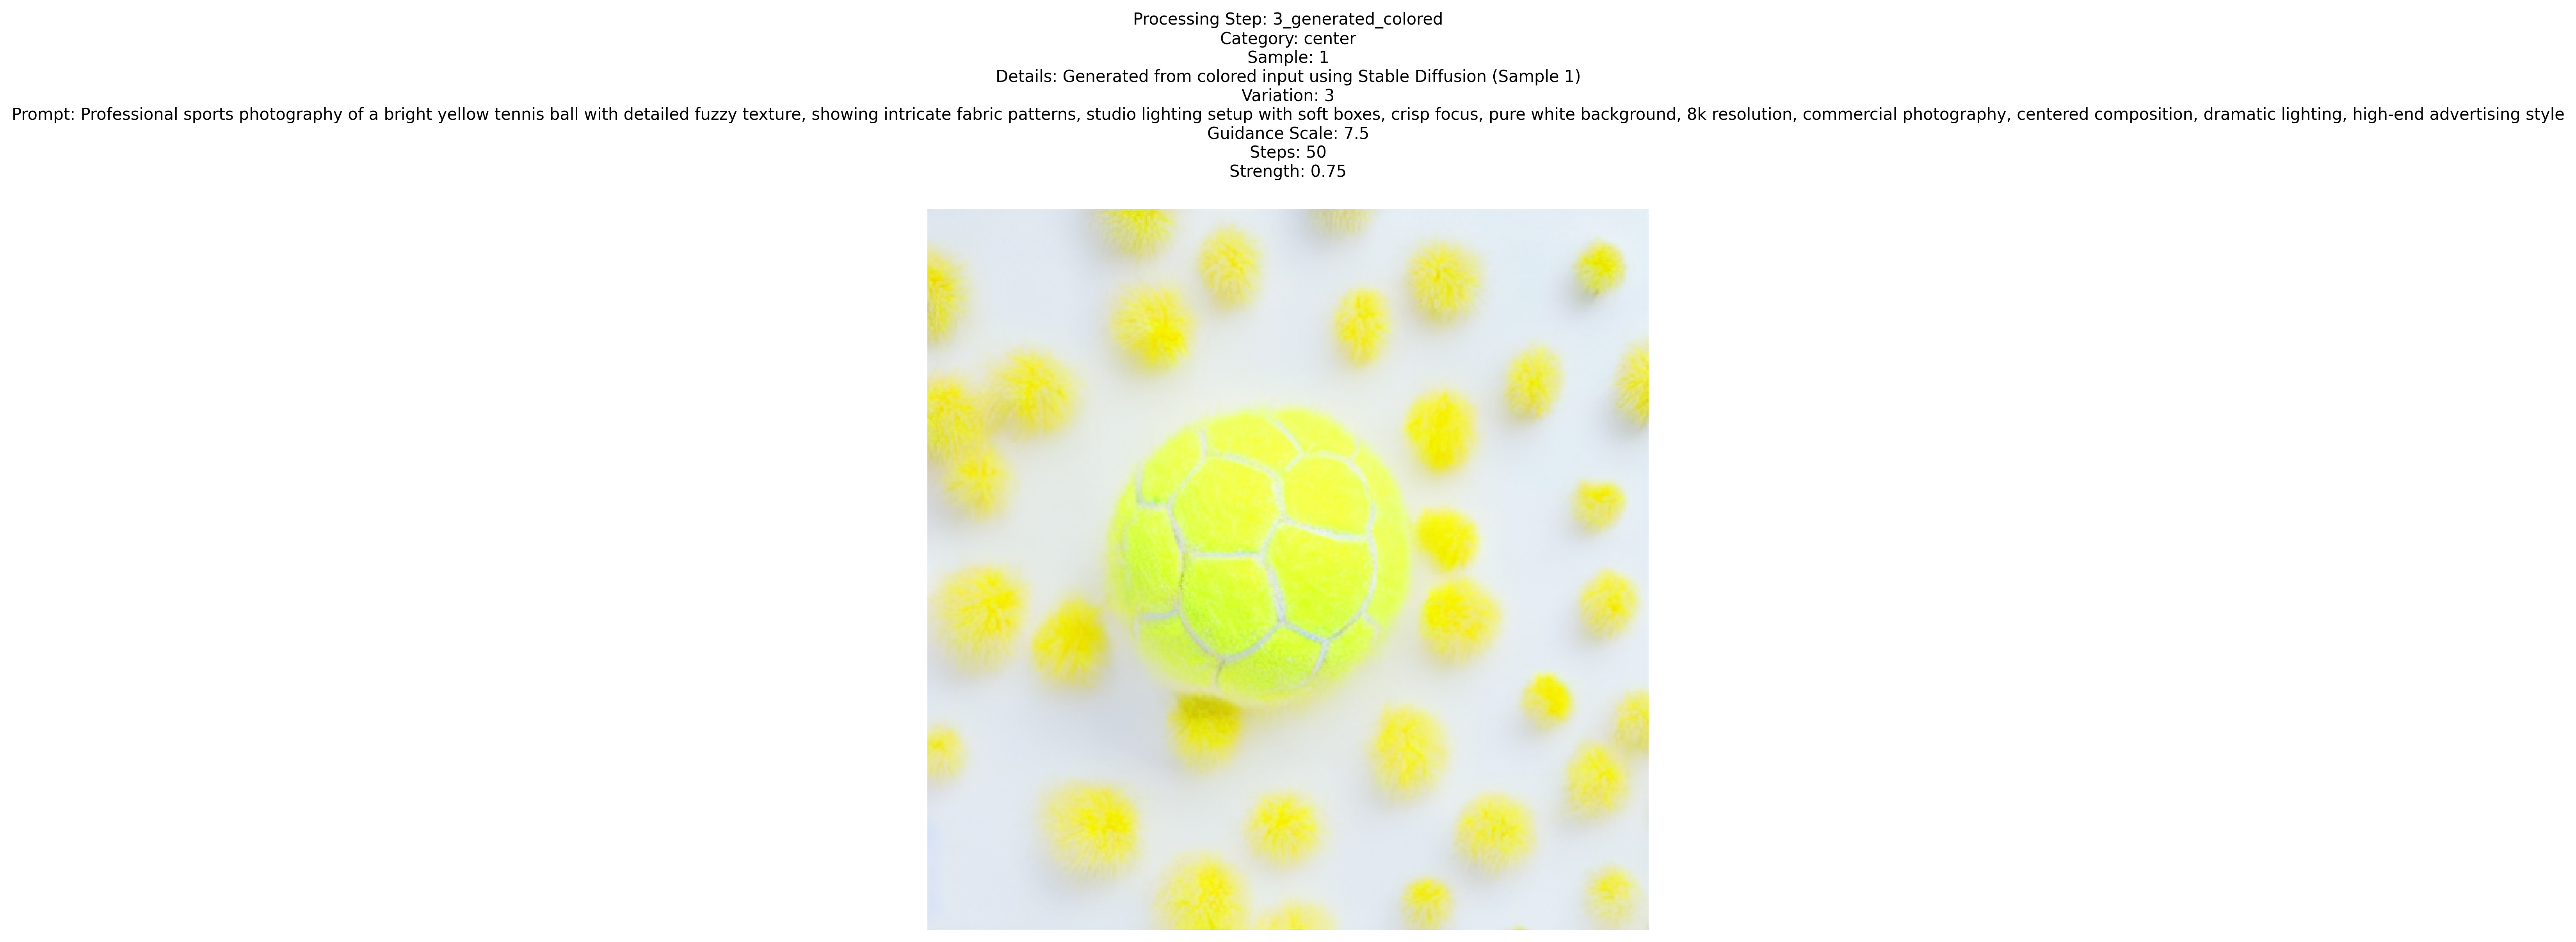 Processing Step: 3_generated_colored
Category: center
Sample: 1
Details: Generated from colored input using Stable Diffusion (Sample 1)
Variation: 3
Prompt: Professional sports photography of a bright yellow tennis ball with detailed fuzzy texture, showing intricate fabric patterns, studio lighting setup with soft boxes, crisp focus, pure white background, 8k resolution, commercial photography, centered composition, dramatic lighting, high-end advertising style
Guidance Scale: 7.5
Steps: 50
Strength: 0.75